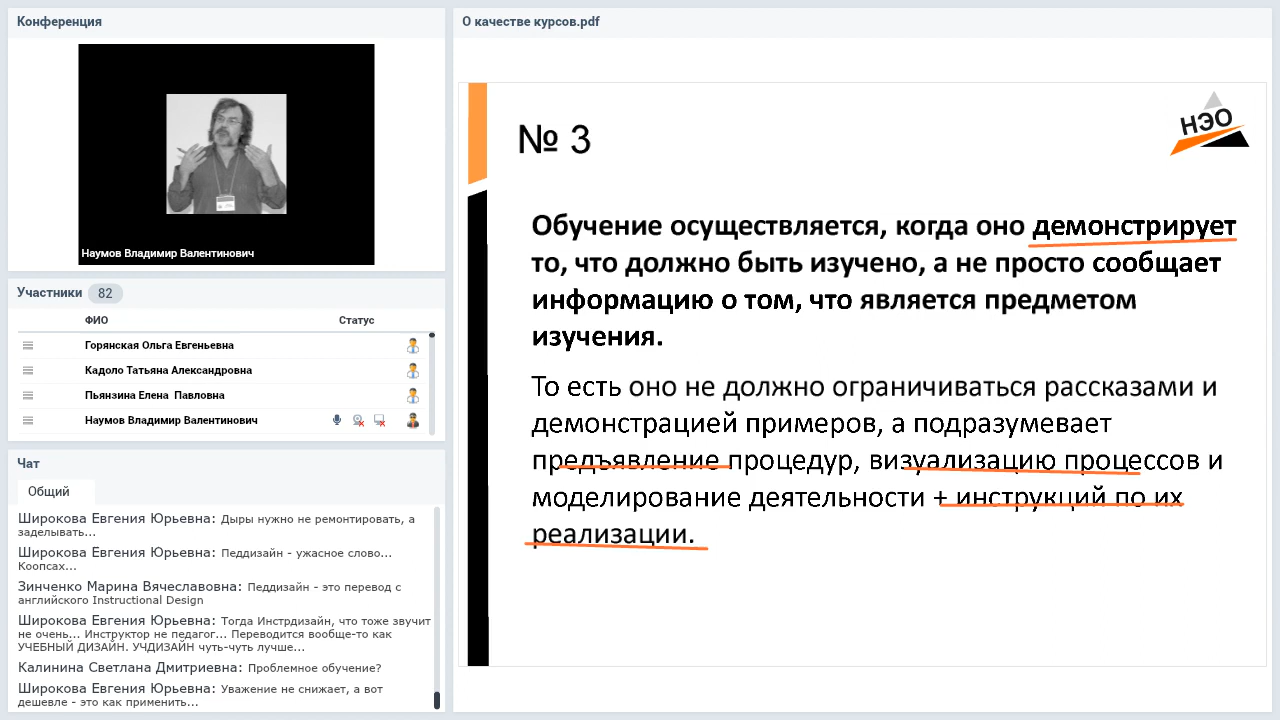 Конференция
Наумов Владимир Валентинович
Участники 82
ФИО Статус
Горянская Ольга Евгеньевна
Кадоло Татьяна Александровна
Пьянзина Елена Павловна
Наумов Владимир Валентинович
Чат
Общий
Широкова Евгения Юрьевна: Дыры нужно не ремонтировать, а
заделывать...
Широкова Евгения Юрьевна: Педдизайн - ужасное слово...
Коопсах...
Зинченко Марина Вячеславовна: Педдизайн - это перевод с
английского Instructional Design
Широкова Евгения Юрьевна: Тогда Инстрдизайн, что тоже звучит
не очень... Инструктор не педагог... Переводится вообще-то как
УЧЕБНЫЙ ДИЗАЙН. УЧДИЗАЙН чуть-чуть лучше...
Калинина Светлана Дмитриевна: Проблемное обучение?
Широкова Евгения Юрьевна: Уважение не снижает, а вот
дешевле - это как применить...
О качестве курсов.pdf
НЭО
№ 3
Обучение осуществляется, когда оно демонстрирует
то, что должно быть изучено, а не просто сообщает
информацию о том, что является предметом
изучения.
То есть оно не должно ограничиваться рассказами и
демонстрацией примеров, а подразумевает
предъявление процедур, визуализацию процессов и
моделирование деятельности + инструкций по их
реализации.